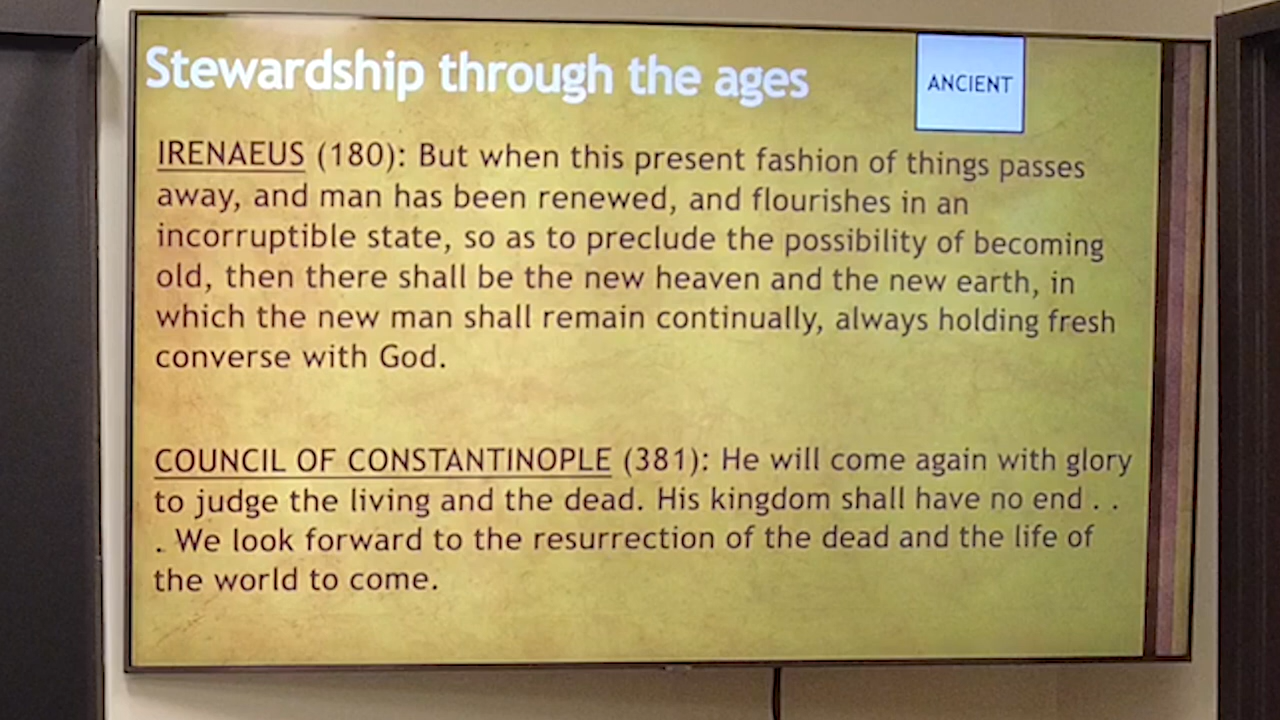 Stewardship through the ages
ANCIENT
IRENAEUS (180): But when this present fashion of things passes
away, and man has been renewed, and flourishes in an
incorruptible state, so as to preclude the possibility of becoming
old, then there shall be the new heaven and the new earth, in
which the new man shall remain continually, always holding fresh
converse with God.
COUNCIL OF CONSTANTINOPLE (381): He will come again with glory
to judge the living and the dead. His kingdom shall have no end . .
. We look forward to the resurrection of the dead and the life of
the world to come.